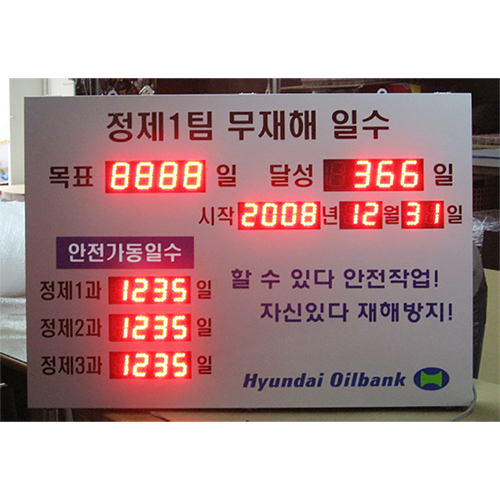 정제1팀 무재해 일수
목표 8888 일 달성 366 일
시작 2008 년 12 월 31 일
안전가동일수
정제1과 1235 일
정제2과 1235 일
정제3과 1235 일
할 수 있다 안전작업!
자신있다 재해방지!
Hyundai Oilbank